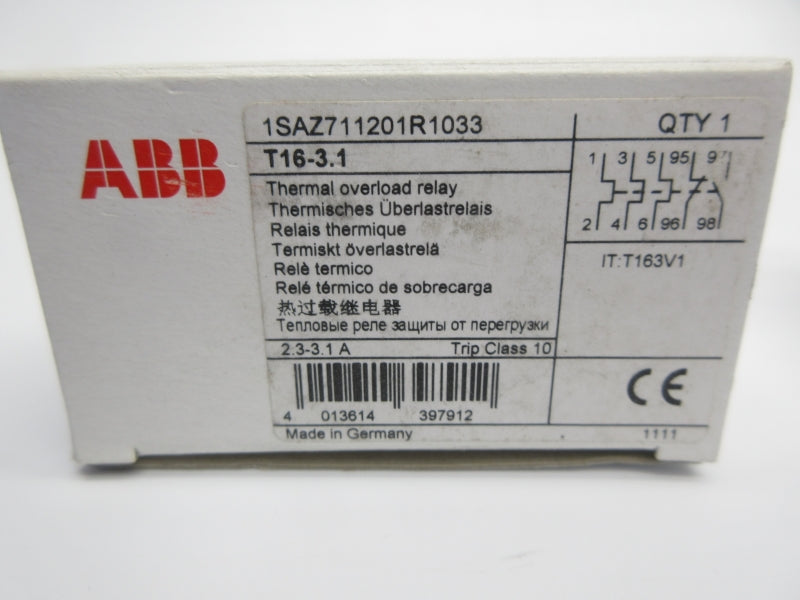 ABB
1SAZ711201R1033 QTY 1
T16-3.1
Thermal overload relay
Thermisches Überlastrelais
Relais thermique
Termiskt överlastrelä
Relè termico
Relé térmico de sobrecarga
热过载继电器
Тепловые реле защиты от перегрузки
1 3 5 95
2 4 6 96 98
IT:T163V1
2.3-3.1 A Trip Class 10
CE
4 013614 397912
Made in Germany 1111